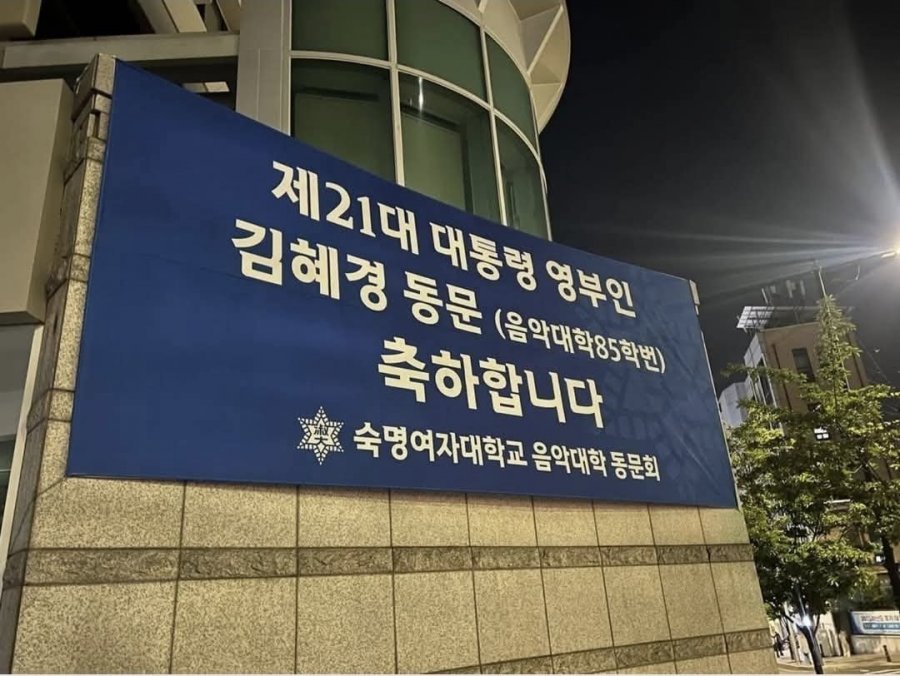 제21대 대통령 영부인
김혜경 동문 (음악대학85학번)
축하합니다
숙명여자대학교 음악대학 동문회